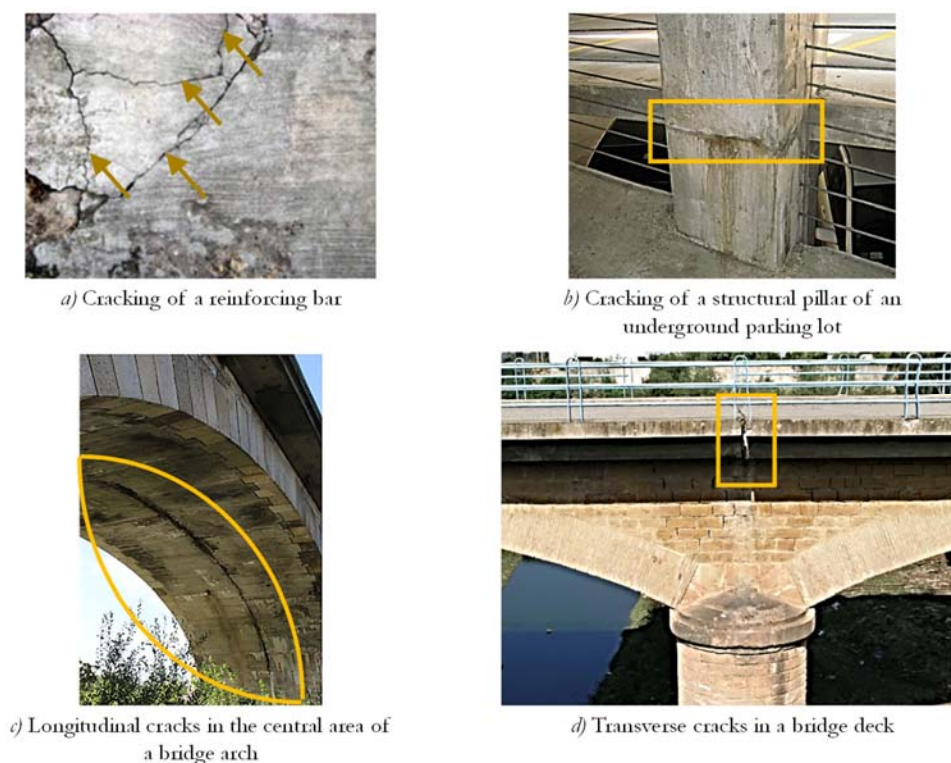 a) Cracking of a reinforcing bar
b) Cracking of a structural pillar of an
underground parking lot
c) Longitudinal cracks in the central area of
a bridge arch
d) Transverse cracks in a bridge deck